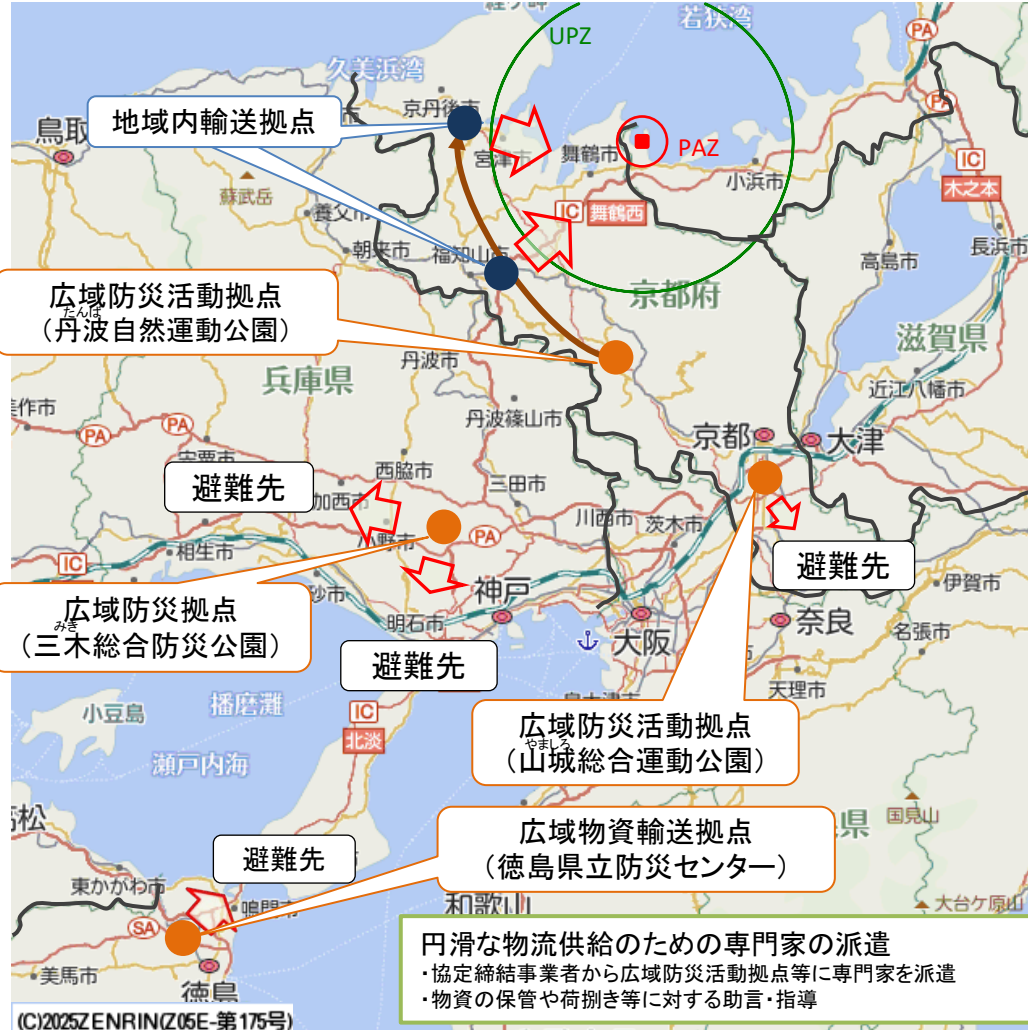 若狭湾
UPZ
久美浜湾
PA
京丹後市
地域内輸送拠点
鳥取
宮津市
舞鶴市
PAZ
小浜市
IC
木之本
蘇武岳
養父市
IC 舞鶴西
長浜市
朝来市
福知山市
高島市
広域防災活動拠点
たんば
(丹波自然運動公園)
京都府
滋賀県
丹波市
兵庫県
近江八幡市
美作市
丹波篠山市
PA
PA
京都
大津
西脇市
避難先
三田市
加西市
川西市
茨木市
PA
相生市
IC
避難先
伊賀市
広域防災拠点
みき
(三木総合防災公園)
神戸
明石市
大阪
奈良
名張市
避難先
天理市
小豆島
播磨灘
IC
北淡
広域防災活動拠点
やましろ
(山城総合運動公園)
瀬戸内海
広域物資輸送拠点
(徳島県立防災センター)
県
国見山
避難先
東かがわ市
鳴門市
和歌山
大台ケ原山
SA
美馬市
徳島
円滑な物流供給のための専門家の派遣
・協定締結事業者から広域防災活動拠点等に専門家を派遣
・物資の保管や荷捌き等に対する助言・指導
(C)2025ZENRIN(Z05E-第175号)